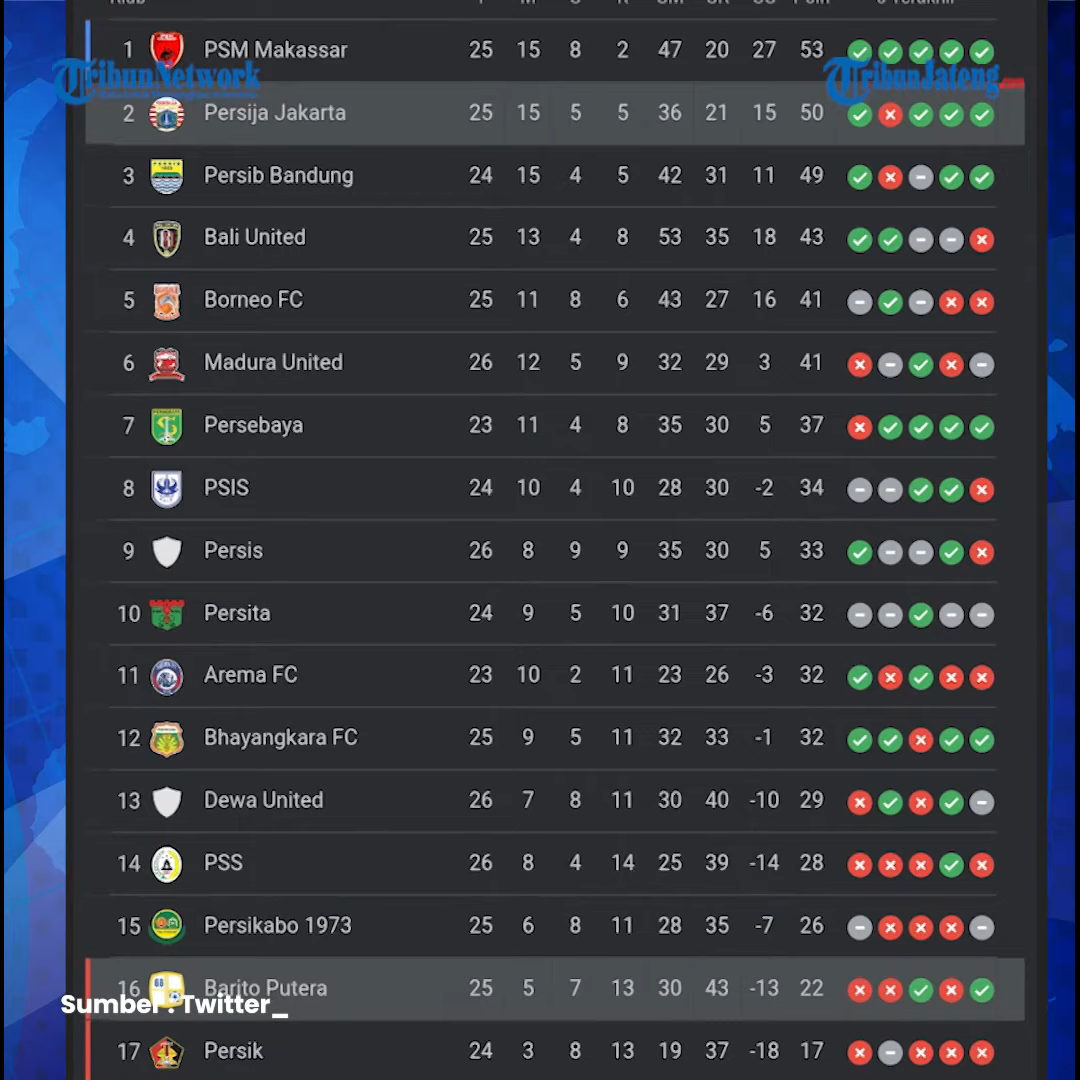 1 PSM Makassar 25 15 8 2 47 20 27 53
TribunNetwork
TribunJateng
2 Persija Jakarta 25 15 5 5 36 21 15 50
3 Persib Bandung 24 15 4 5 42 31 11 49
4 Bali United 25 13 4 8 53 35 18 43
5 Borneo FC 25 11 8 6 43 27 16 41
6 Madura United 26 12 5 9 32 29 3 41
7 Persebaya 23 11 4 8 35 30 5 37
8 PSIS 24 10 4 10 28 30 -2 34
9 Persis 26 8 9 9 35 30 5 33
10 Persita 24 9 5 10 31 37 -6 32
11 Arema FC 23 10 2 11 23 26 -3 32
12 Bhayangkara FC 25 9 5 11 32 33 -1 32
13 Dewa United 26 7 8 11 30 40 -10 29
14 PSS 26 8 4 14 25 39 -14 28
15 Persikabo 1973 25 6 8 11 28 35 -7 26
16 Barito Putera 25 5 7 13 30 43 -13 22
Sumber : Twitter_
17 Persik 24 3 8 13 19 37 -18 17